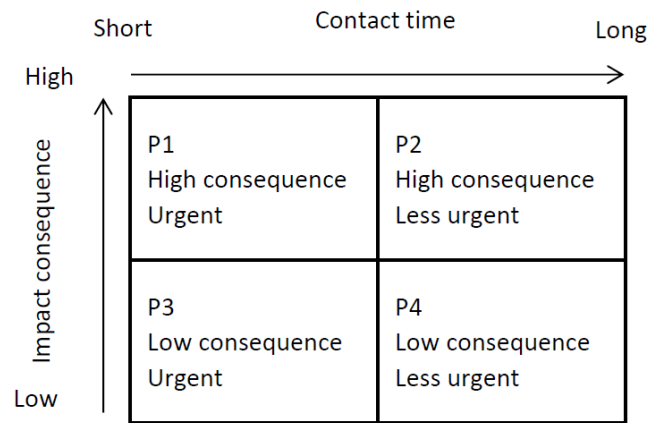 Contact time
Short
Long
High
Impact consequence
Low
P1
High consequence
Urgent
P2
High consequence
Less urgent
P3
Low consequence
Urgent
P4
Low consequence
Less urgent